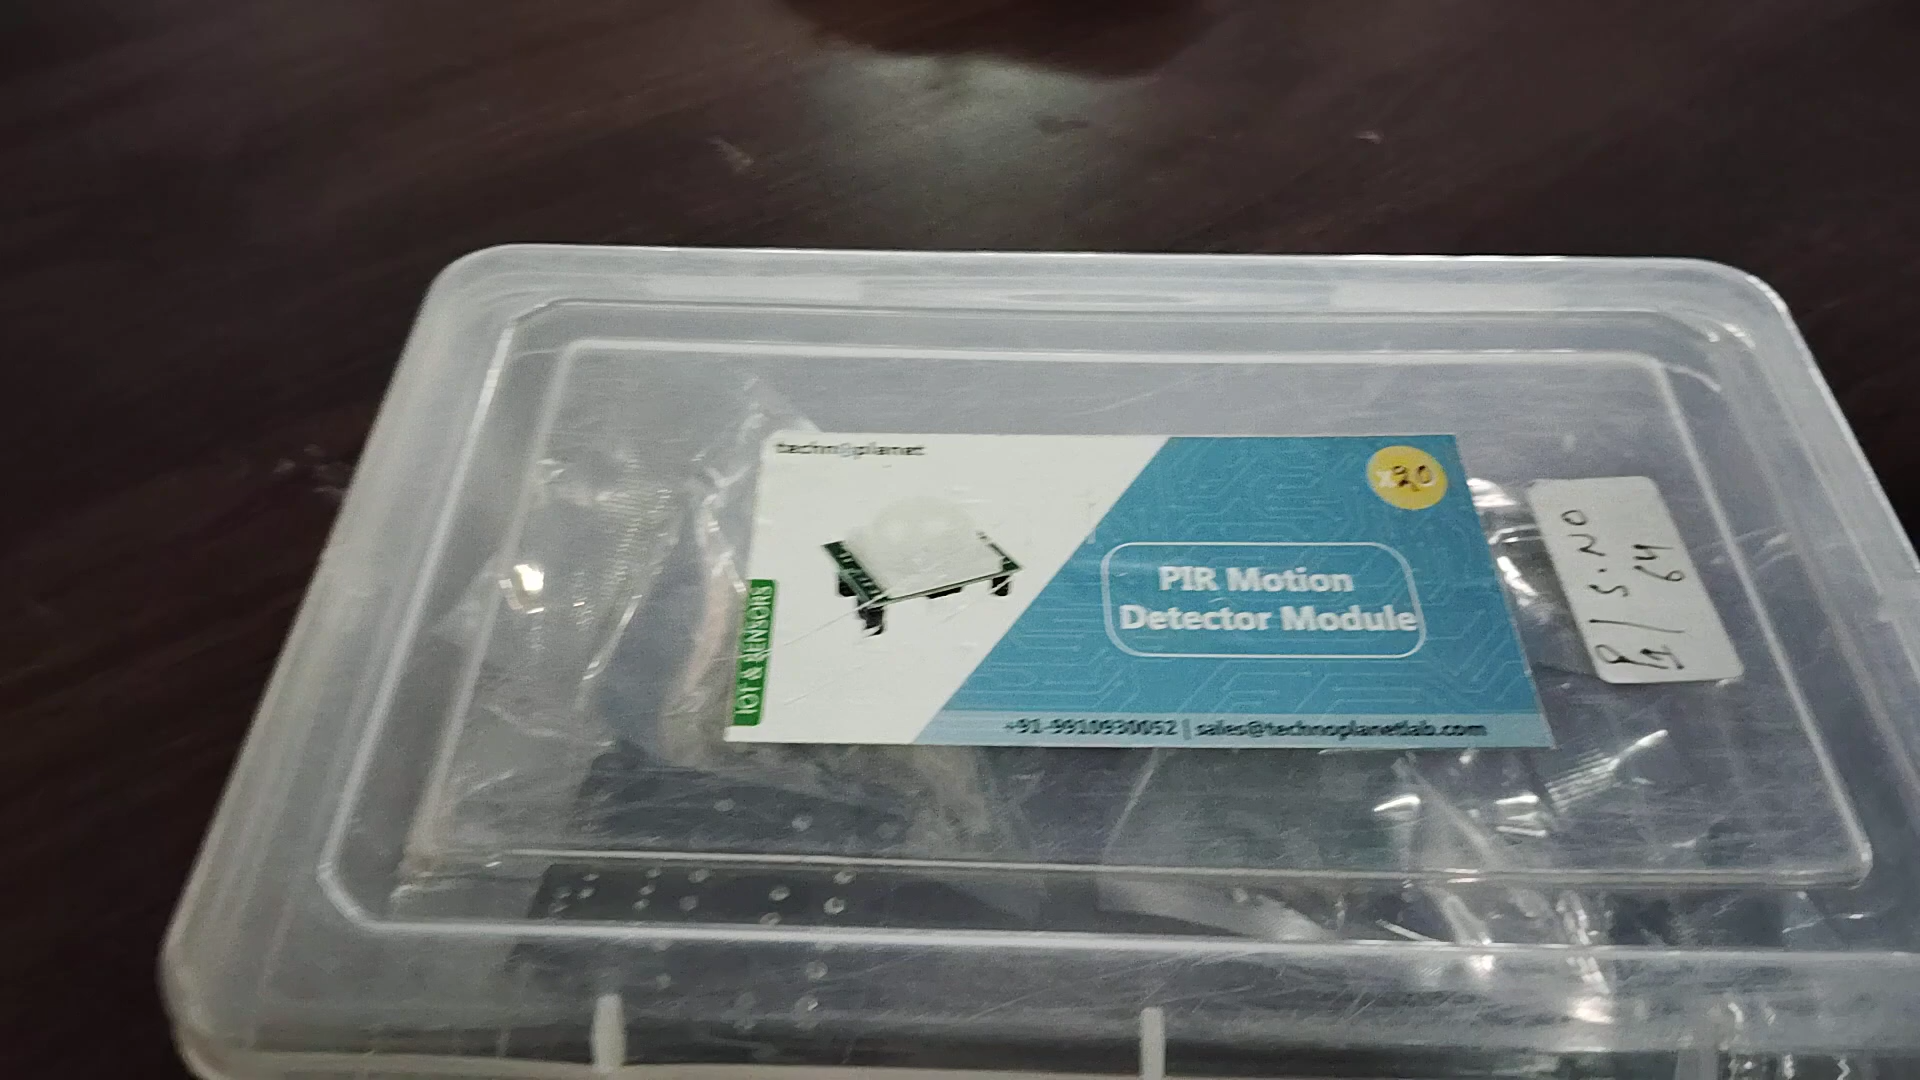 technoplanet
x20
PIR Motion
Detector Module
IOT & SENSORS
+91-9910930052 | sales@technoplanetlab.com
S.NO
64